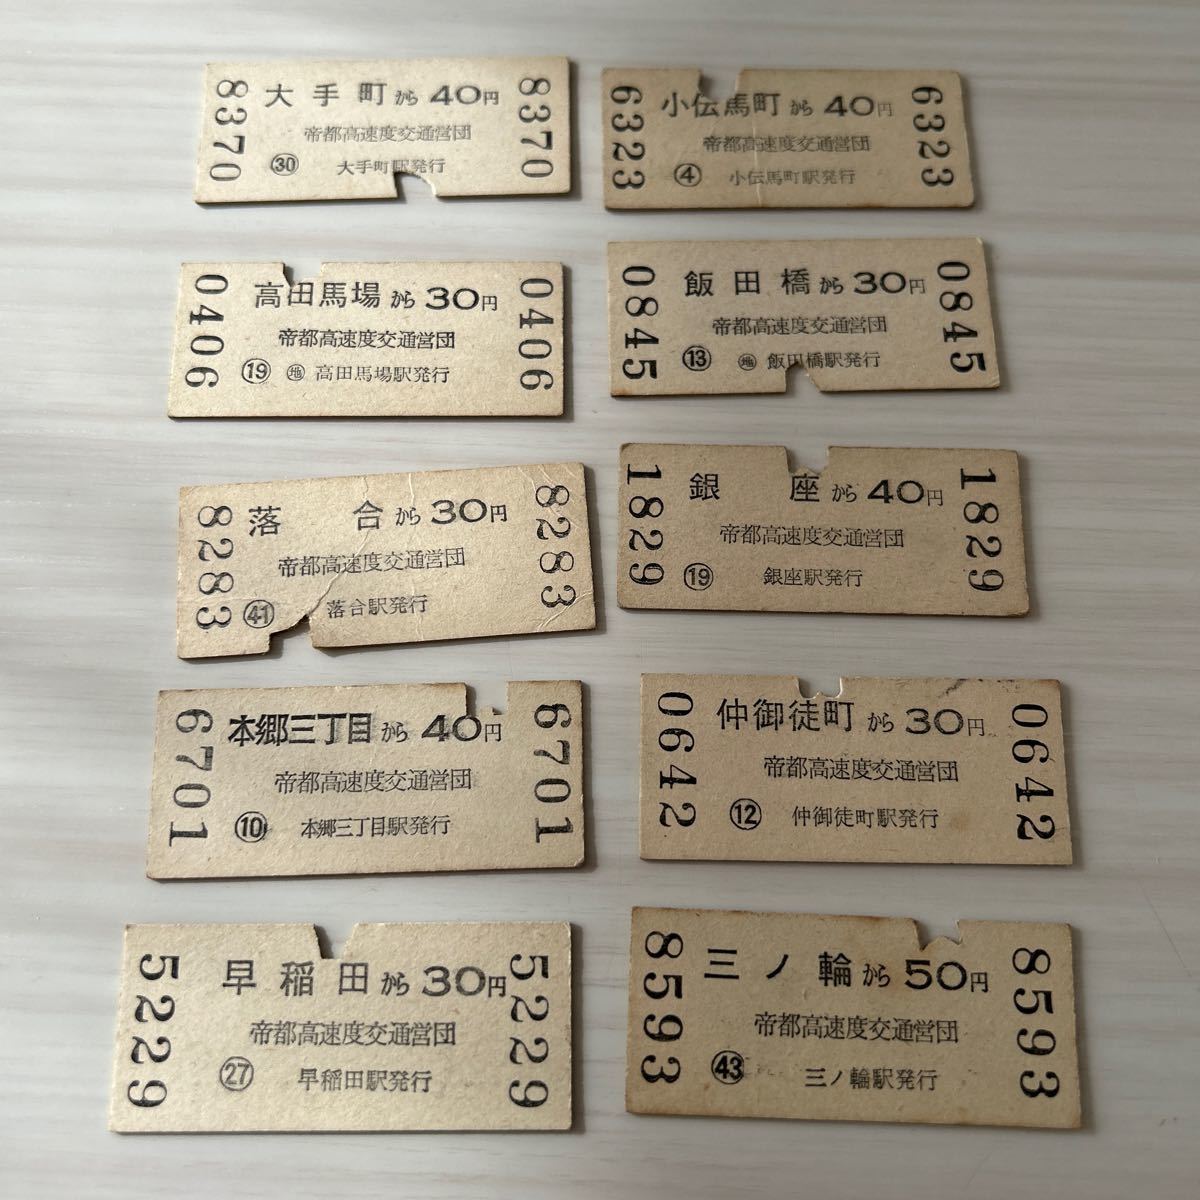 8370
大手町から40円
帝都高速度交通営団
㉚ 大手町駅発行
8370
6323
小伝馬町から40円
帝都高速度交通営団
④ 小伝馬町駅発行
6323
0406
高田馬場から30円
帝都高速度交通営団
⑲ ㊞地 高田馬場駅発行
0406
0845
飯田橋から30円
帝都高速度交通営団
⑬ 地 飯田橋駅発行
0845
8283
落合から30円
帝都高速度交通営団
㊶ 落合駅発行
8283
1829
銀座から40円
帝都高速度交通営団
⑲ 銀座駅発行
1829
6701
本郷三丁目から40円
帝都高速度交通営団
⑩ 本郷三丁目駅発行
6701
0642
仲御徒町から30円
帝都高速度交通営団
⑫ 仲御徒町駅発行
0642
5229
早稲田から30円
帝都高速度交通営団
㉗ 早稲田駅発行
5229
8593
三ノ輪から50円
帝都高速度交通営団
㊸ 三ノ輪駅発行
8593